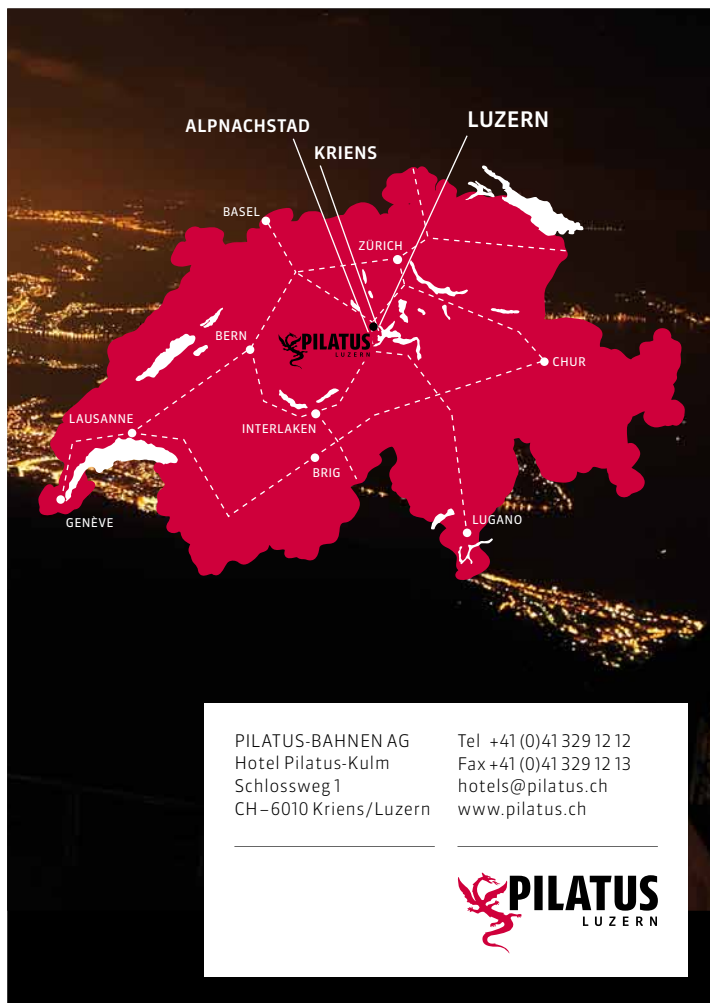 ALPNACHSTAD
LUZERN
KRIENS
BASEL
ZÜRICH
BERN
PILATUS
LUZERN
CHUR
LAUSANNE
INTERLAKEN
BRIG
GENÈVE
LUGANO
PILATUS-BAHNEN AG
Hotel Pilatus-Kulm
Schlossweg 1
CH–6010 Kriens/Luzern
Tel +41 (0)41 329 12 12
Fax +41 (0)41 329 12 13
hotels@pilatus.ch
www.pilatus.ch
PILATUS
LUZERN